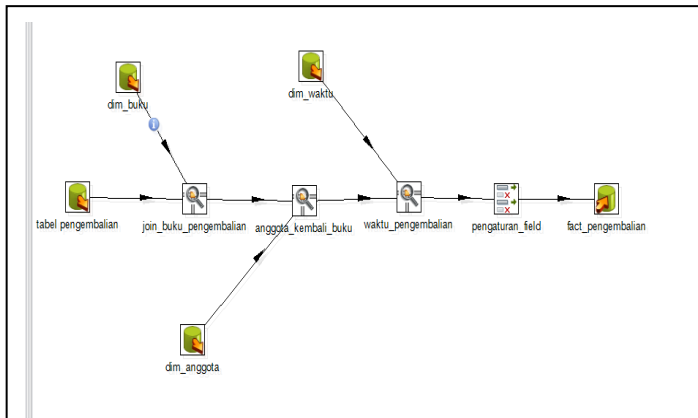 dim_buku
dim_waktu
i
tabel pengembalian
join_buku_pengembalian
anggota_kembali_buku
waktu_pengembalian
pengaturan_field
fact_pengembalian
dim_anggota